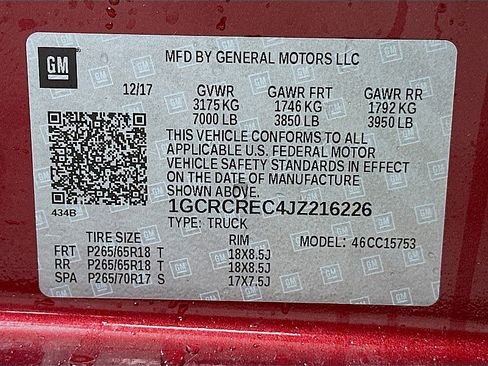 GM
MFD BY GENERAL MOTORS LLC
12/17 GVWR GAWR FRT GAWR RR
3175 KG 1746 KG 1792 KG
7000 LB 3850 LB 3950 LB
THIS VEHICLE CONFORMS TO ALL
APPLICABLE U.S. FEDERAL MOTOR
VEHICLE SAFETY STANDARDS IN EFFECT
ON THE DATE OF MANUFACTURE
SHOWN ABOVE.
434B 1GCRCREC4JZ216226
TYPE: TRUCK
TIRE SIZE RIM MODEL: 46CC15753
FRT P265/65R18 T 18X8.5J
RR P265/65R18 T 18X8.5J
SPA P265/70R17 S 17X7.5J